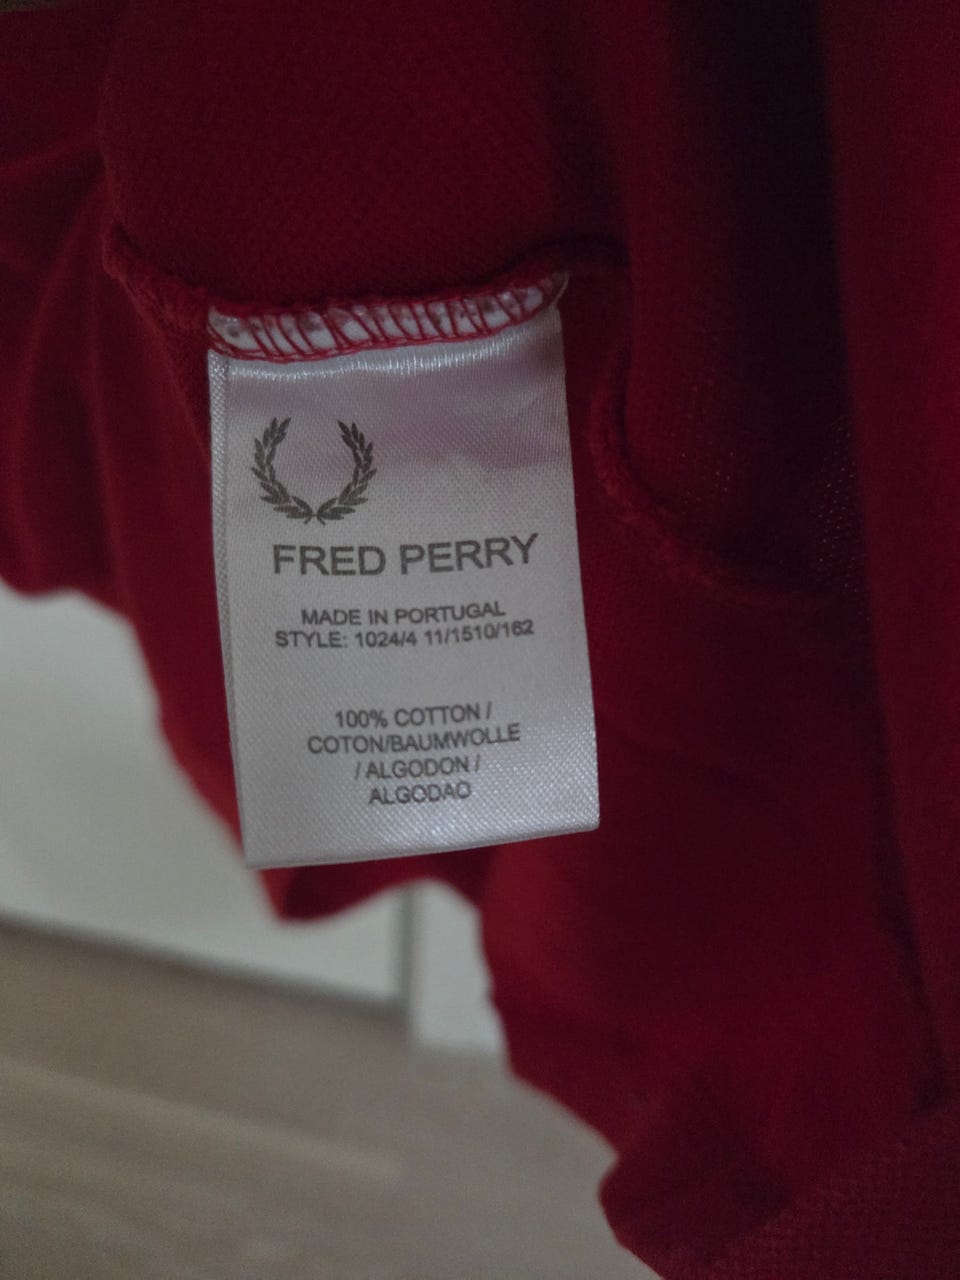 FRED PERRY
MADE IN PORTUGAL
STYLE: 1024/4 11/1510/162
100% COTTON /
COTON/BAUMWOLLE
/ ALGODON /
ALGODAO